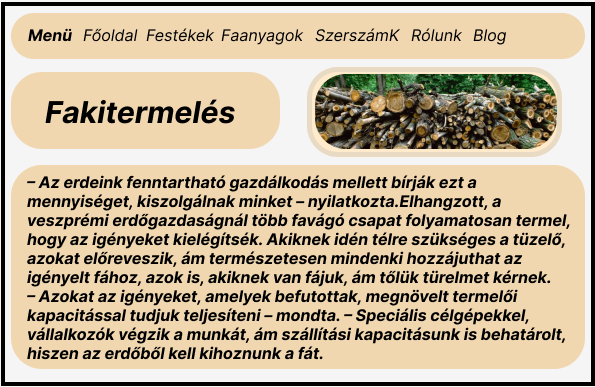 Menü Főoldal Festékek Faanyagok SzerszámK Rólunk Blog
Fakitermelés
– Az erdeink fenntartható gazdálkodás mellett bírják ezt a
mennyiséget, kiszolgálnak minket – nyilatkozta.Elhangzott, a
veszprémi erdőgazdaságnál több favágó csapat folyamatosan termel,
hogy az igényeket kielégítsék. Akiknek idén télre szükséges a tüzelő,
azokat előreveszik, ám természetesen mindenki hozzájuthat az
igényelt fához, azok is, akiknek van fájuk, ám tőlük türelmet kérnek.
– Azokat az igényeket, amelyek befutottak, megnövelt termelői
kapacitással tudjuk teljesíteni – mondta. – Speciális célgépekkel,
vállalkozók végzik a munkát, ám szállítási kapacitásunk is behatárolt,
hiszen az erdőből kell kihoznunk a fát.